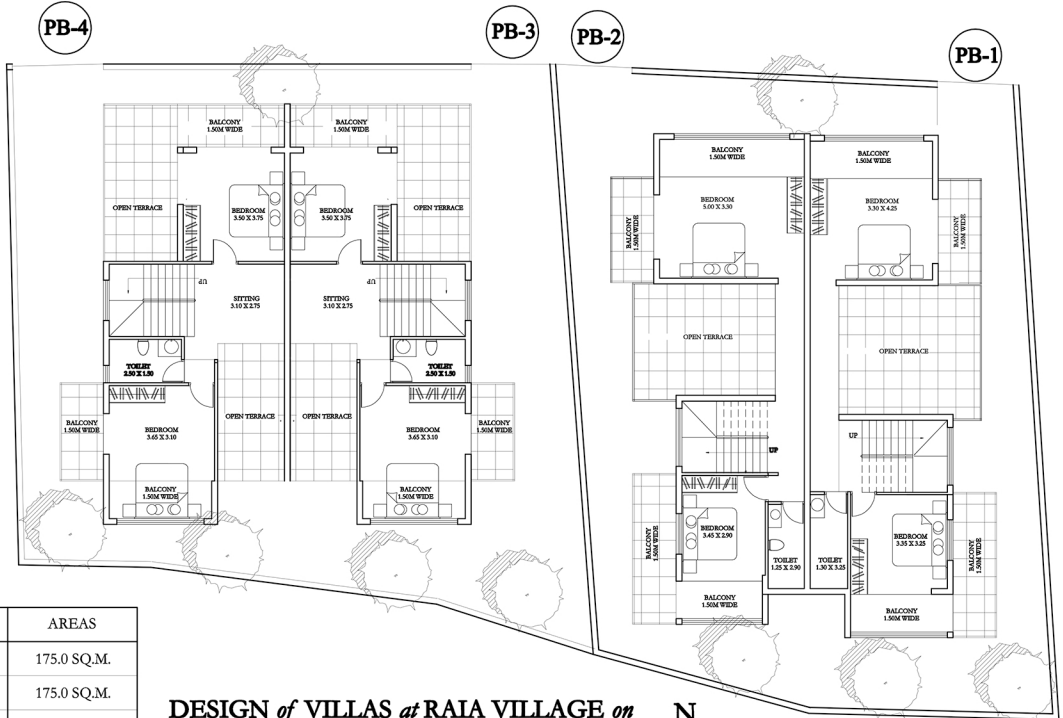 PB-4
PB-3
PB-2
PB-1
BALCONY
1.50M WIDE
BALCONY
1.50M WIDE
OPEN TERRACE
BEDROOM
3.50 X 3.75
BEDROOM
3.50 X 3.75
OPEN TERRACE
UP
SITTING
3.10 X 2.75
SITTING
3.10 X 2.75
UP
TOILET
2.50 X 1.50
TOILET
2.50 X 1.50
BALCONY
1.50M WIDE
BEDROOM
3.65 X 3.10
OPEN TERRACE
OPEN TERRACE
BEDROOM
3.65 X 3.10
BALCONY
1.50M WIDE
BALCONY
1.50M WIDE
BALCONY
1.50M WIDE
BALCONY
1.50M WIDE
BALCONY
1.50M WIDE
BALCONY
1.50M WIDE
BEDROOM
5.00 X 3.30
BEDROOM
3.30 X 4.25
BALCONY
1.50M WIDE
OPEN TERRACE
OPEN TERRACE
UP
UP
BALCONY
1.50M WIDE
BEDROOM
3.45 X 2.90
TOILET
1.25 X 2.90
TOILET
1.30 X 3.25
BEDROOM
3.35 X 3.25
BALCONY
1.50M WIDE
BALCONY
1.50M WIDE
BALCONY
1.50M WIDE
AREAS
175.0 SQ.M.
175.0 SQ.M.
DESIGN of VILLAS at RAIA VILLAGE on
N